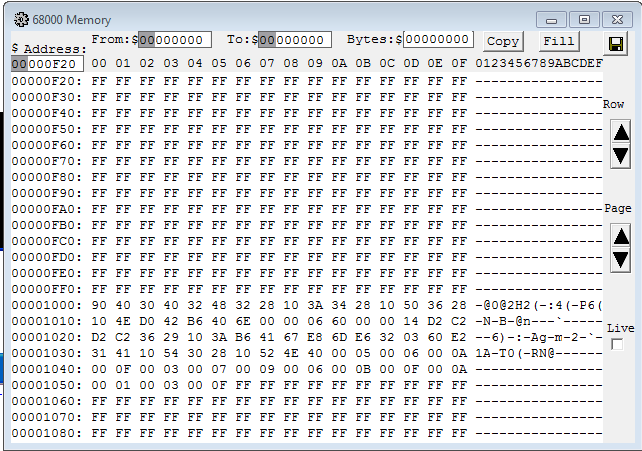 68000 Memory
From:$00000000 To:$00000000 Bytes:$00000000 Copy Fill
$ Address:
00000F20 00 01 02 03 04 05 06 07 08 09 0A 0B 0C 0D 0E 0F 0123456789ABCDEF
00000F20: FF FF FF FF FF FF FF FF FF FF FF FF FF FF FF FF ----------------
00000F30: FF FF FF FF FF FF FF FF FF FF FF FF FF FF FF FF ----------------
00000F40: FF FF FF FF FF FF FF FF FF FF FF FF FF FF FF FF ----------------
00000F50: FF FF FF FF FF FF FF FF FF FF FF FF FF FF FF FF ----------------
00000F60: FF FF FF FF FF FF FF FF FF FF FF FF FF FF FF FF ----------------
00000F70: FF FF FF FF FF FF FF FF FF FF FF FF FF FF FF FF ----------------
00000F80: FF FF FF FF FF FF FF FF FF FF FF FF FF FF FF FF ----------------
00000F90: FF FF FF FF FF FF FF FF FF FF FF FF FF FF FF FF ----------------
00000FA0: FF FF FF FF FF FF FF FF FF FF FF FF FF FF FF FF ----------------
00000FB0: FF FF FF FF FF FF FF FF FF FF FF FF FF FF FF FF ----------------
00000FC0: FF FF FF FF FF FF FF FF FF FF FF FF FF FF FF FF ----------------
00000FD0: FF FF FF FF FF FF FF FF FF FF FF FF FF FF FF FF ----------------
00000FE0: FF FF FF FF FF FF FF FF FF FF FF FF FF FF FF FF ----------------
00000FF0: FF FF FF FF FF FF FF FF FF FF FF FF FF FF FF FF ----------------
00001000: 90 40 30 40 32 48 32 28 10 3A 34 28 10 50 36 28 -@0@2H2(-:4(-P6(
00001010: 10 4E D0 42 B6 40 6E 00 00 06 60 00 00 14 D2 C2 -N-B-@n---`-----
00001020: D2 C2 36 29 10 3A B6 41 67 E8 6D E6 32 03 60 E2 --6)-:-Ag-m-2-`-
00001030: 31 41 10 54 30 28 10 52 4E 40 00 05 00 06 00 0A 1A-T0(-RN@------
00001040: 00 0F 00 03 00 07 00 09 00 06 00 0B 00 0F 00 0A ----------------
00001050: 00 01 00 03 00 0F FF FF FF FF FF FF FF FF FF FF ----------------
00001060: FF FF FF FF FF FF FF FF FF FF FF FF FF FF FF FF ----------------
00001070: FF FF FF FF FF FF FF FF FF FF FF FF FF FF FF FF ----------------
00001080: FF FF FF FF FF FF FF FF FF FF FF FF FF FF FF FF ----------------
Row
Page
Live